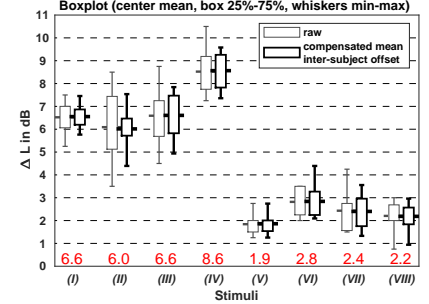 Boxplot (center mean, box 25%-75%, whiskers min-max)
11
10
9
8
7
6
5
4
3
2
1
0
Δ L in dB
raw
compensated mean
inter-subject offset
6.6 6.0 6.6 8.6 1.9 2.8 2.4 2.2
(I) (II) (III) (IV) (V) (VI) (VII) (VIII)
Stimuli